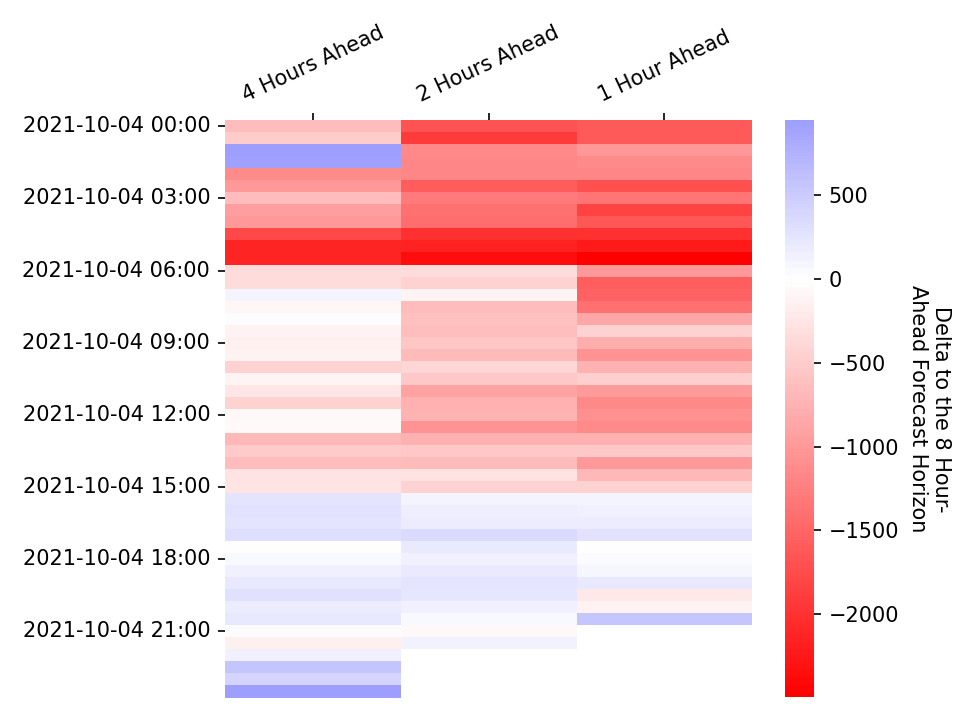 4 Hours Ahead
2 Hours Ahead
1 Hour Ahead
2021-10-04 00:00
2021-10-04 03:00
2021-10-04 06:00
2021-10-04 09:00
2021-10-04 12:00
2021-10-04 15:00
2021-10-04 18:00
2021-10-04 21:00
500
0
−500
−1000
−1500
−2000
Delta to the 8 Hour-
Ahead Forecast Horizon